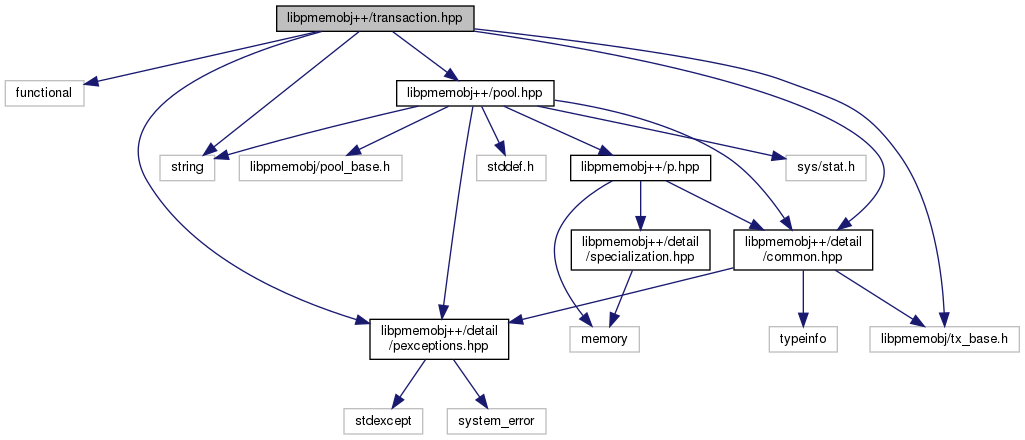 libpmemobj++/transaction.hpp
functional
libpmemobj++/pool.hpp
string
libpmemobj/pool_base.h
stddef.h
libpmemobj++/p.hpp
sys/stat.h
libpmemobj++/detail
/specialization.hpp
libpmemobj++/detail
/common.hpp
libpmemobj++/detail
/pexceptions.hpp
memory
typeinfo
libpmemobj/tx_base.h
stdexcept
system_error